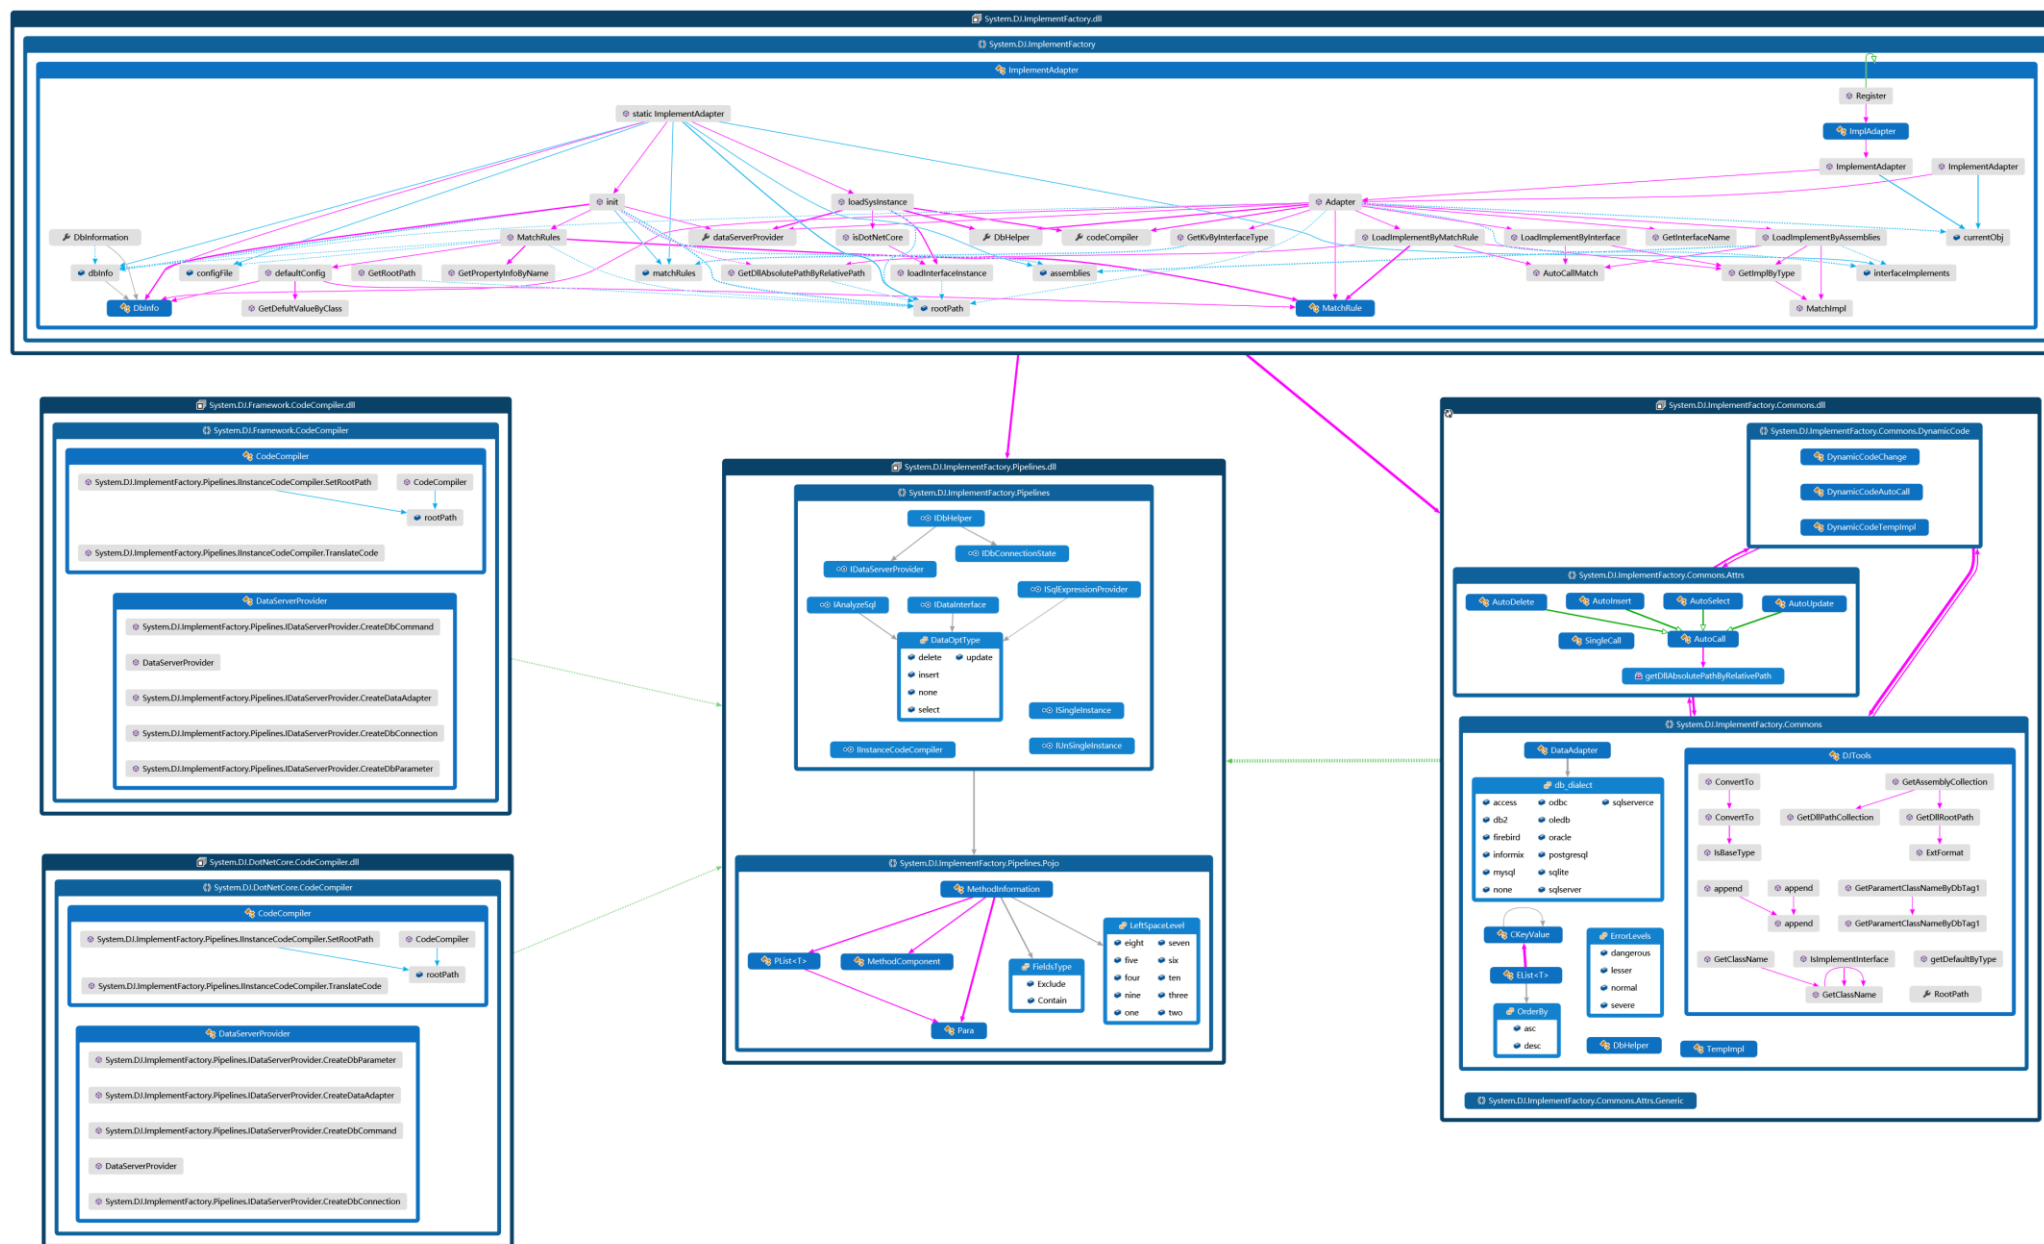 System.DJ.ImplementFactory.dll
System.DJ.ImplementFactory
ImplementAdapter
Register
static ImplementAdapter
ImplAdapter
ImplementAdapter
ImplementAdapter
init
loadSysInstance
Adapter
DbInformation
MatchRules
dataServerProvider
isDotNetCore
DbHelper
codeCompiler
GetKvByInterfaceType
LoadImplementByMatchRule
LoadImplementByInterface
GetInterfaceName
LoadImplementByAssemblies
currentObj
dbInfo
configFile
defaultConfig
GetRootPath
GetPropertyInfoByName
matchRules
GetDllAbsolutePathByRelativePath
loadInterfaceInstance
assemblies
AutoCallMatch
GetImplByType
interfaceImplements
DbInfo
GetDefultValueByClass
rootPath
MatchRule
MatchImpl
System.DJ.Framework.CodeCompiler.dll
System.DJ.Framework.CodeCompiler
CodeCompiler
System.DJ.ImplementFactory.Pipelines.IInstanceCodeCompiler.SetRootPath
CodeCompiler
rootPath
System.DJ.ImplementFactory.Pipelines.IInstanceCodeCompiler.TranslateCode
DataServerProvider
System.DJ.ImplementFactory.Pipelines.IDataServerProvider.CreateDbCommand
DataServerProvider
System.DJ.ImplementFactory.Pipelines.IDataServerProvider.CreateDataAdapter
System.DJ.ImplementFactory.Pipelines.IDataServerProvider.CreateDbConnection
System.DJ.ImplementFactory.Pipelines.IDataServerProvider.CreateDbParameter
System.DJ.DotNetCore.CodeCompiler.dll
System.DJ.DotNetCore.CodeCompiler
CodeCompiler
System.DJ.ImplementFactory.Pipelines.IInstanceCodeCompiler.SetRootPath
CodeCompiler
rootPath
System.DJ.ImplementFactory.Pipelines.IInstanceCodeCompiler.TranslateCode
DataServerProvider
System.DJ.ImplementFactory.Pipelines.IDataServerProvider.CreateDbParameter
System.DJ.ImplementFactory.Pipelines.IDataServerProvider.CreateDataAdapter
System.DJ.ImplementFactory.Pipelines.IDataServerProvider.CreateDbCommand
DataServerProvider
System.DJ.ImplementFactory.Pipelines.IDataServerProvider.CreateDbConnection
System.DJ.ImplementFactory.Pipelines.dll
System.DJ.ImplementFactory.Pipelines
IDbHelper
IDbConnectionState
IDataServerProvider
ISqlExpressionProvider
IAnalyzeSql
IDataInterface
DataOptType
delete
update
insert
none
select
ISingleInstance
IInstanceCodeCompiler
IUnSingleInstance
System.DJ.ImplementFactory.Pipelines.Pojo
MethodInformation
LeftSpaceLevel
eight
seven
five
six
four
ten
nine
three
one
two
PList<T>
MethodComponent
FieldsType
Exclude
Contain
Para
System.DJ.ImplementFactory.Commons.dll
System.DJ.ImplementFactory.Commons.DynamicCode
DynamicCodeChange
DynamicCodeAutoCall
DynamicCodeTempImpl
System.DJ.ImplementFactory.Commons.Attrs
AutoDelete
AutoInsert
AutoSelect
AutoUpdate
SingleCall
AutoCall
getDllAbsolutePathByRelativePath
System.DJ.ImplementFactory.Commons
DataAdapter
db_dialect
access
odbc
sqlserverce
db2
oledb
firebird
oracle
informix
postgresql
mysql
sqlite
none
sqlserver
CKeyValue
EList<T>
OrderBy
asc
desc
ErrorLevels
dangerous
lesser
normal
severe
DbHelper
TempImpl
DJTools
ConvertTo
GetAssemblyCollection
ConvertTo
GetDllPathCollection
GetDllRootPath
IsBaseType
ExtFormat
append
append
GetParamertClassNameByDbTag1
append
GetParamertClassNameByDbTag1
GetClassName
IsImplementInterface
getDefaultByType
GetClassName
RootPath
System.DJ.ImplementFactory.Commons.Attrs.Generic